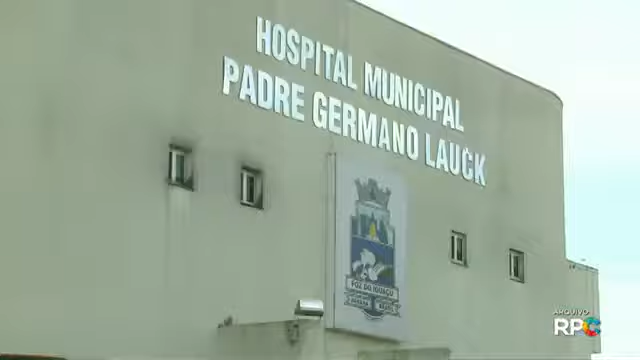 HOSPITAL MUNICIPAL
PADRE GERMANO LAUCK
FOZ DO IGUAÇU
ARQUIVO
RPC